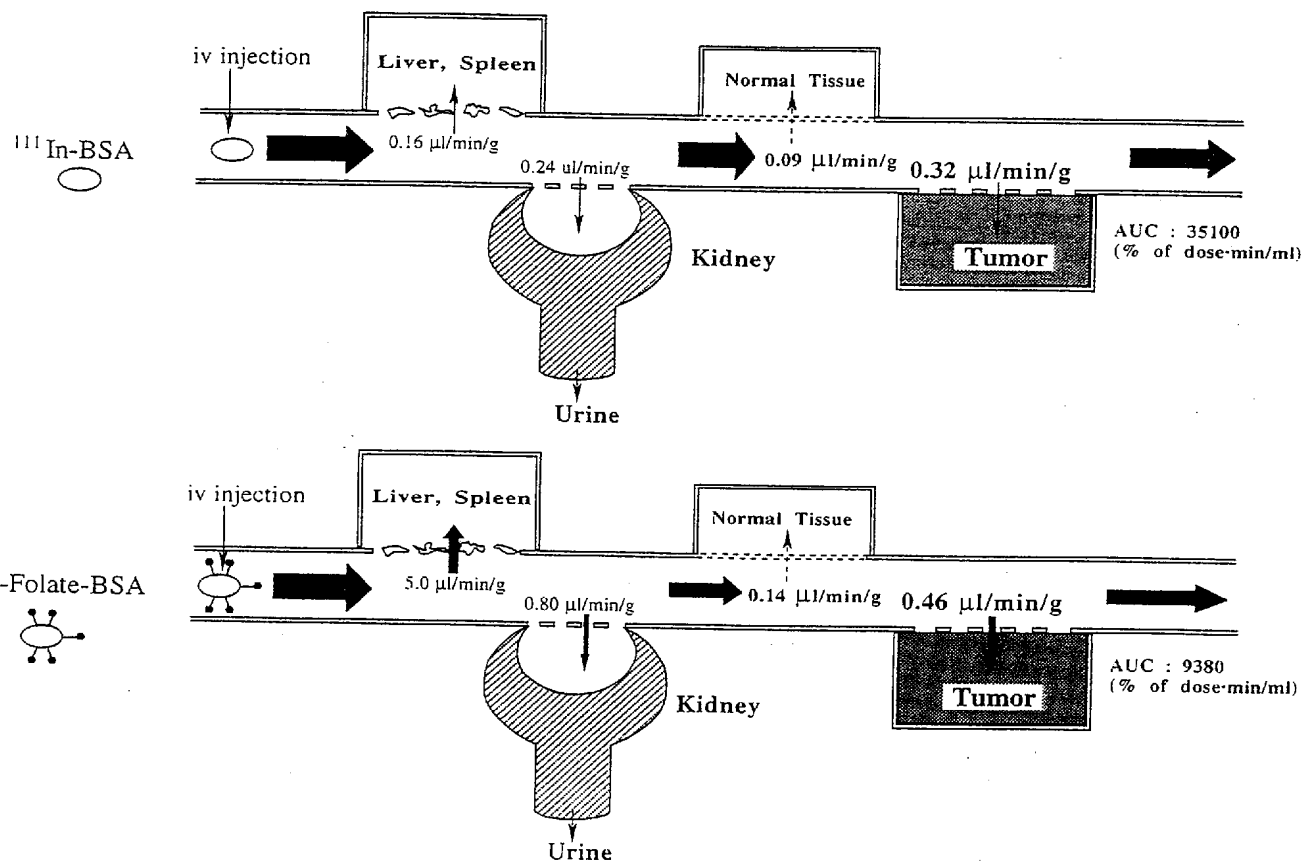 iv injection
Liver, Spleen
Normal Tissue
¹¹¹In-BSA
0.16 µl/min/g
0.24 ul/min/g
0.09 µl/min/g
0.32 µl/min/g
AUC : 35100
(% of dose·min/ml)
Tumor
Kidney
Urine
iv injection
Liver, Spleen
Normal Tissue
-Folate-BSA
5.0 µl/min/g
0.80 µl/min/g
0.14 µl/min/g
0.46 µl/min/g
AUC : 9380
(% of dose·min/ml)
Tumor
Kidney
Urine